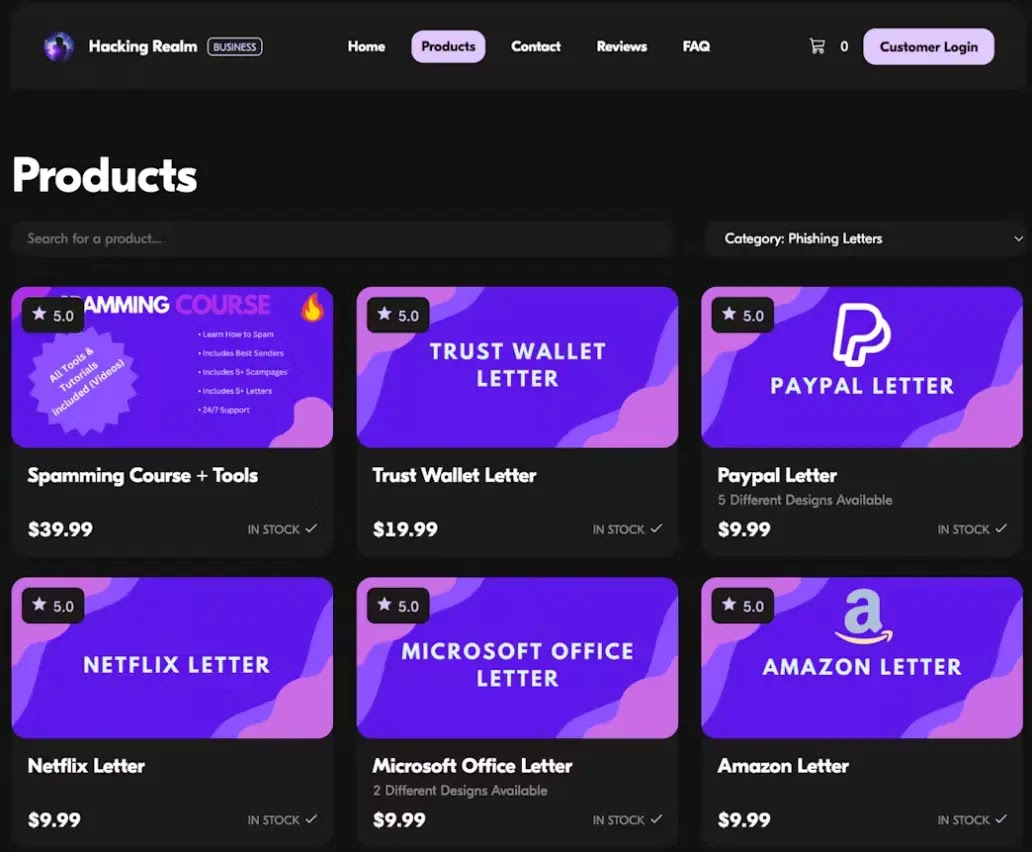 Hacking Realm BUSINESS Home Products Contact Reviews FAQ 0 Customer Login
Products
Search for a product... Category: Phishing Letters
5.0 SPAMMING COURSE
All Tools &
Tutorials
Included (Videos)
• Learn How to Spam
• Includes Best Senders
• Includes 5+ Scampages
• Includes 5+ Letters
• 24/7 Support
Spamming Course + Tools
$39.99 IN STOCK
5.0
TRUST WALLET
LETTER
Trust Wallet Letter
$19.99 IN STOCK
5.0
PAYPAL LETTER
Paypal Letter
5 Different Designs Available
$9.99 IN STOCK
5.0
NETFLIX LETTER
Netflix Letter
$9.99 IN STOCK
5.0
MICROSOFT OFFICE
LETTER
Microsoft Office Letter
2 Different Designs Available
$9.99 IN STOCK
5.0
a
AMAZON LETTER
Amazon Letter
$9.99 IN STOCK